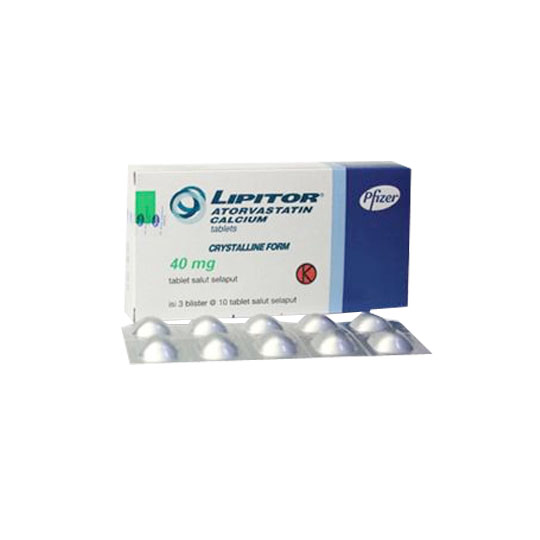 LIPITOR®
ATORVASTATIN
CALCIUM
tablets
CRYSTALLINE FORM
40 mg
tablet salut selaput
isi 3 blister @ 10 tablet salut selaput
K
Pfizer